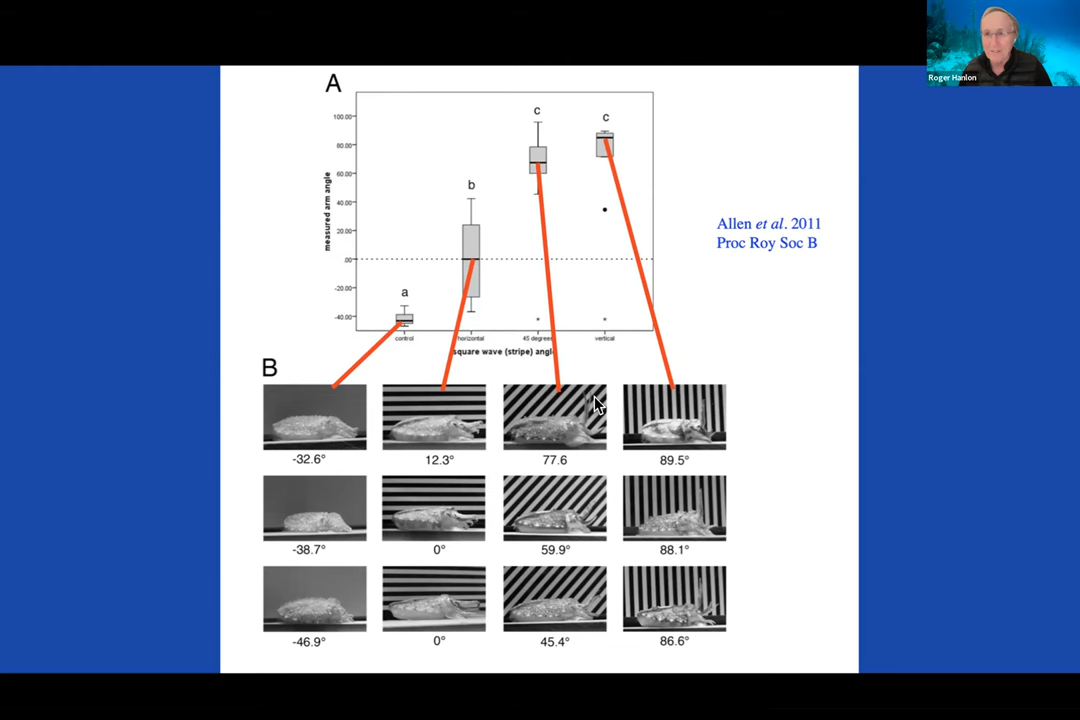 Roger Hanlon
A
c
c
b
a
100.00
80.00
60.00
40.00
20.00
.00
-20.00
-40.00
measured arm angle
control
horizontal
45 degrees
vertical
square wave (stripe) angle
Allen et al. 2011
Proc Roy Soc B
B
-32.6°
12.3°
77.6
89.5°
-38.7°
0°
59.9°
88.1°
-46.9°
0°
45.4°
86.6°